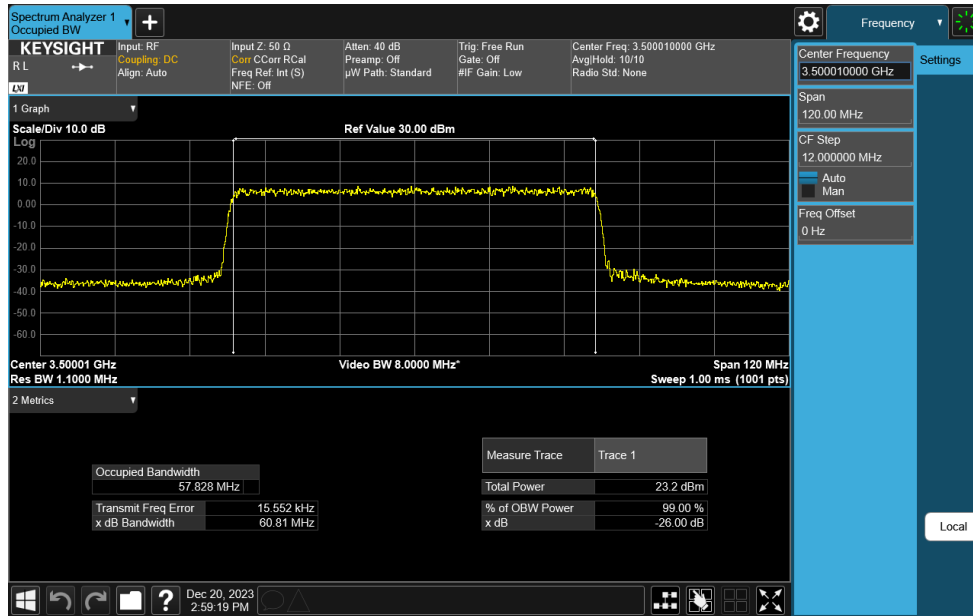 Spectrum Analyzer 1
Occupied BW
+
Frequency
KEYSIGHT
RL
LXI
Input: RF
Coupling: DC
Align: Auto
Input Z: 50 Ω
Corr CCorr RCal
Freq Ref: Int (S)
NFE: Off
Atten: 40 dB
Preamp: Off
µW Path: Standard
Trig: Free Run
Gate: Off
#IF Gain: Low
Center Freq: 3.500010000 GHz
Avg|Hold: 10/10
Radio Std: None
Center Frequency
3.500010000 GHz
Settings
Span
120.00 MHz
CF Step
12.000000 MHz
Auto
Man
Freq Offset
0 Hz
Local
1 Graph
Scale/Div 10.0 dB
Ref Value 30.00 dBm
Log
20.0
10.0
0.00
-10.0
-20.0
-30.0
-40.0
-50.0
-60.0
Center 3.50001 GHz
Video BW 8.0000 MHz*
Span 120 MHz
Res BW 1.1000 MHz
Sweep 1.00 ms (1001 pts)
2 Metrics
Occupied Bandwidth
57.828 MHz
Transmit Freq Error 15.552 kHz
x dB Bandwidth 60.81 MHz
Measure Trace Trace 1
Total Power 23.2 dBm
% of OBW Power 99.00 %
x dB -26.00 dB
?
Dec 20, 2023
2:59:19 PM